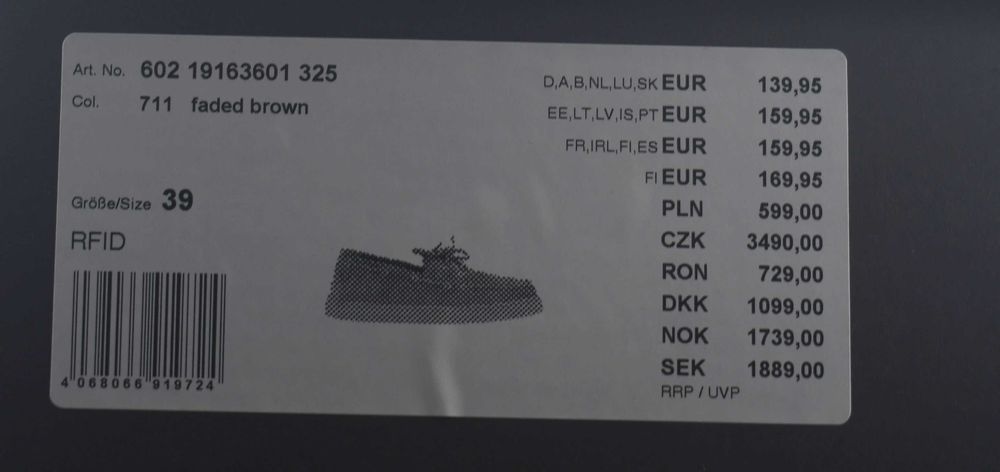 Art. No. 602 19163601 325
Col. 711 faded brown
Größe/Size 39
RFID
4 068066 919724
D,A,B,NL,LU,SK EUR 139,95
EE,LT,LV,IS,PT EUR 159,95
FR,IRL,FI,ES EUR 159,95
FI EUR 169,95
PLN 599,00
CZK 3490,00
RON 729,00
DKK 1099,00
NOK 1739,00
SEK 1889,00
RRP / UVP